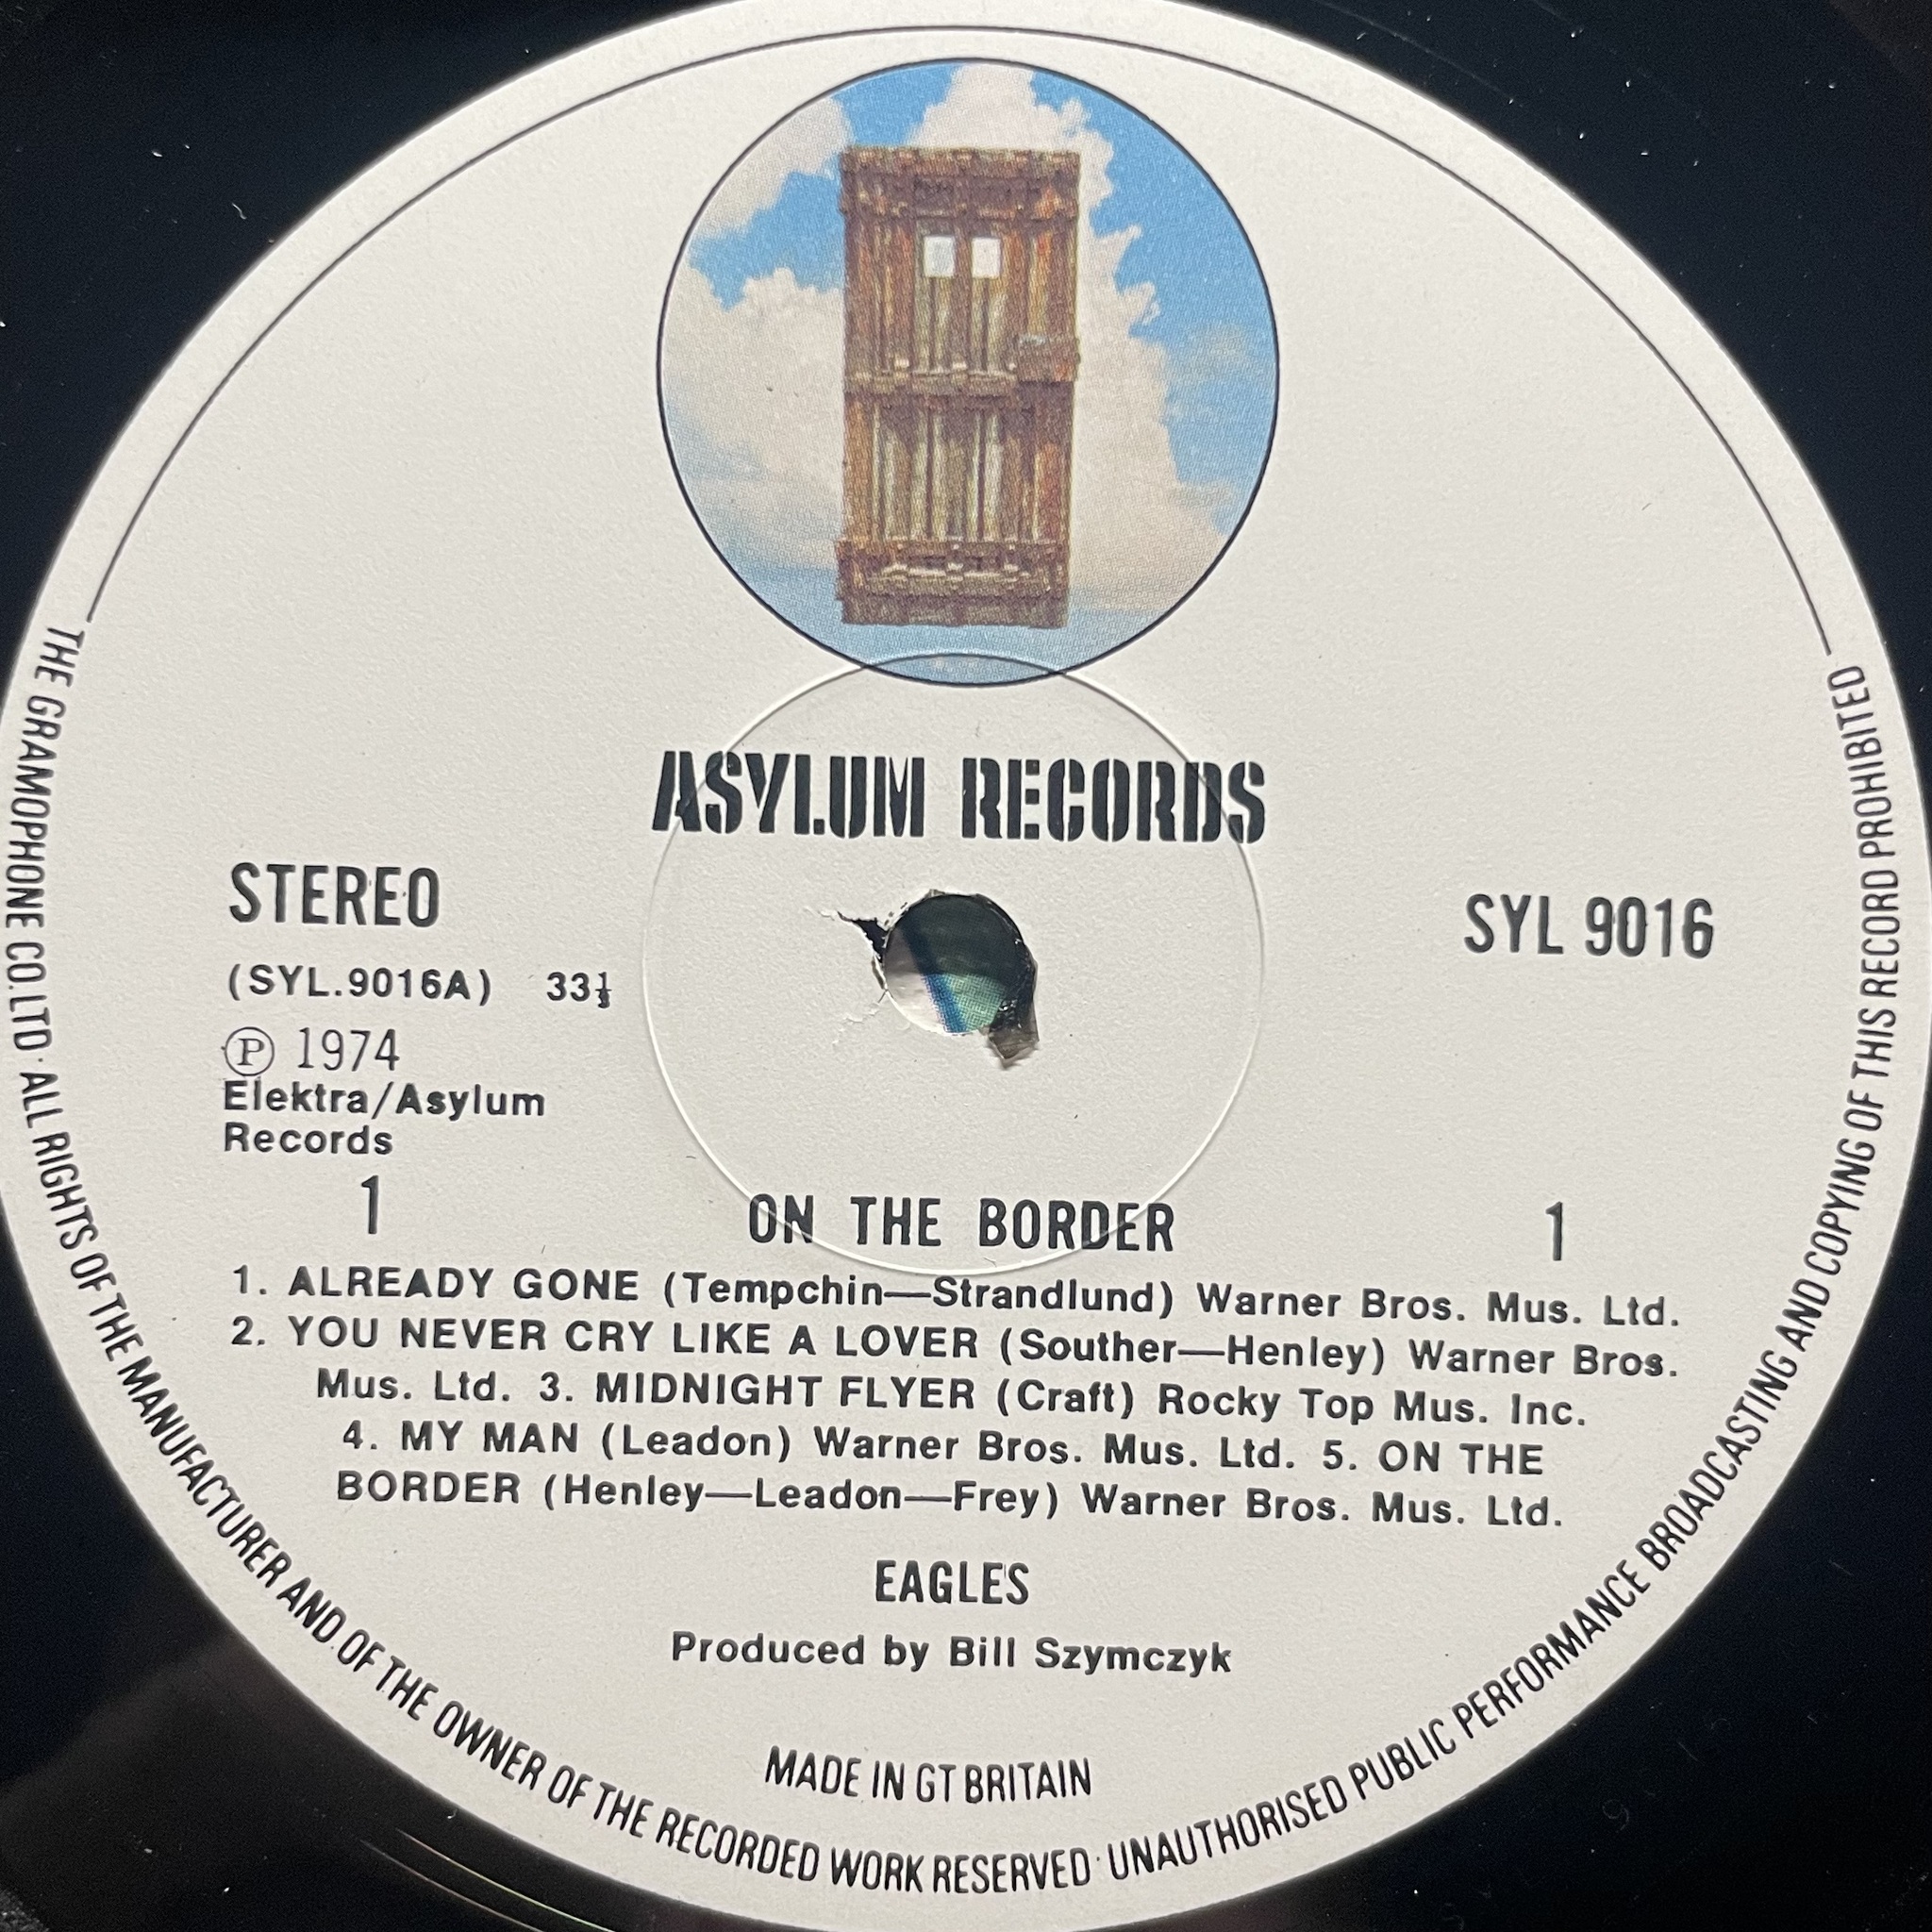 ASYLUM RECORDS
STEREO
SYL 9016
(SYL.9016A) 33⅓
Ⓟ 1974
Elektra/Asylum
Records
1
ON THE BORDER
1
1. ALREADY GONE (Tempchin—Strandlund) Warner Bros. Mus. Ltd.
2. YOU NEVER CRY LIKE A LOVER (Souther—Henley) Warner Bros.
Mus. Ltd. 3. MIDNIGHT FLYER (Craft) Rocky Top Mus. Inc.
4. MY MAN (Leadon) Warner Bros. Mus. Ltd. 5. ON THE
BORDER (Henley—Leadon—Frey) Warner Bros. Mus. Ltd.
EAGLES
Produced by Bill Szymczyk
MADE IN GT BRITAIN
THE GRAMOPHONE CO. LTD · ALL RIGHTS OF THE MANUFACTURER AND OF THE OWNER OF THE RECORDED WORK RESERVED · UNAUTHORISED PUBLIC PERFORMANCE BROADCASTING AND COPYING OF THIS RECORD PROHIBITED